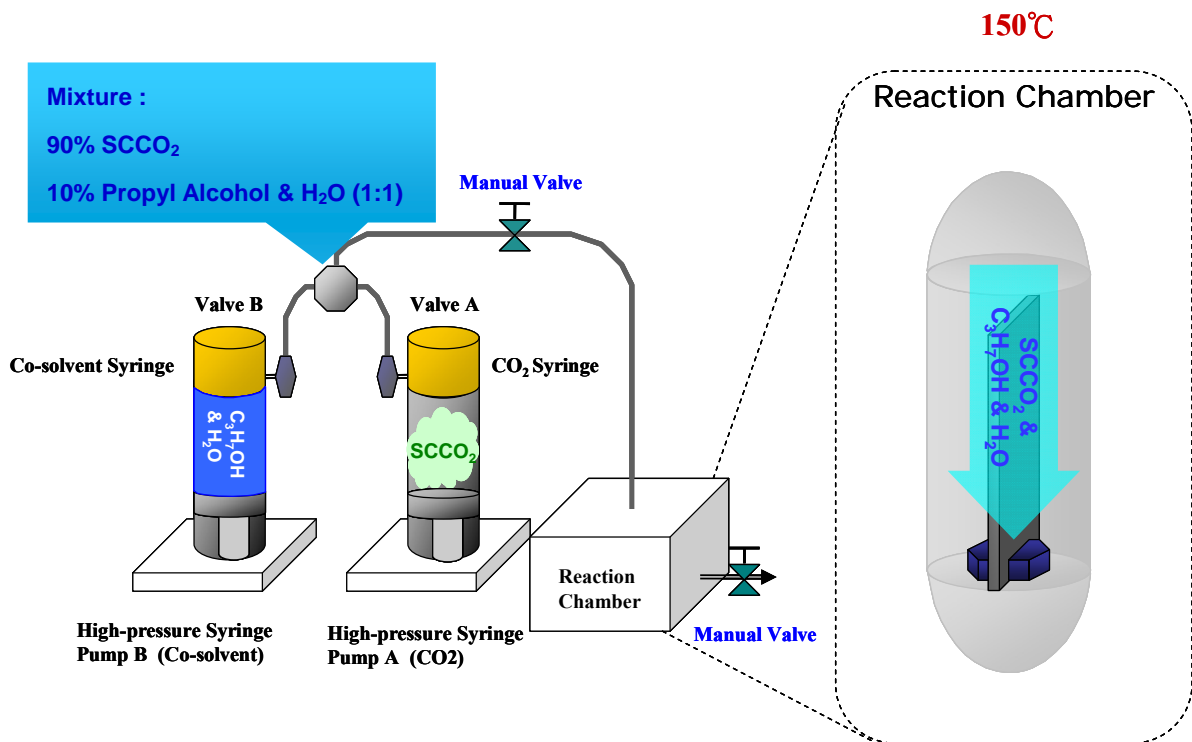 150℃
Reaction Chamber
Mixture :
90% SCCO₂
10% Propyl Alcohol & H₂O (1:1)
Manual Valve
Valve B
Valve A
Co-solvent Syringe
CO₂ Syringe
C₃H₇OH
& H₂O
SCCO₂
SCCO₂ &
C₃H₇OH & H₂O
Reaction
Chamber
Manual Valve
High-pressure Syringe
Pump B (Co-solvent)
High-pressure Syringe
Pump A (CO2)